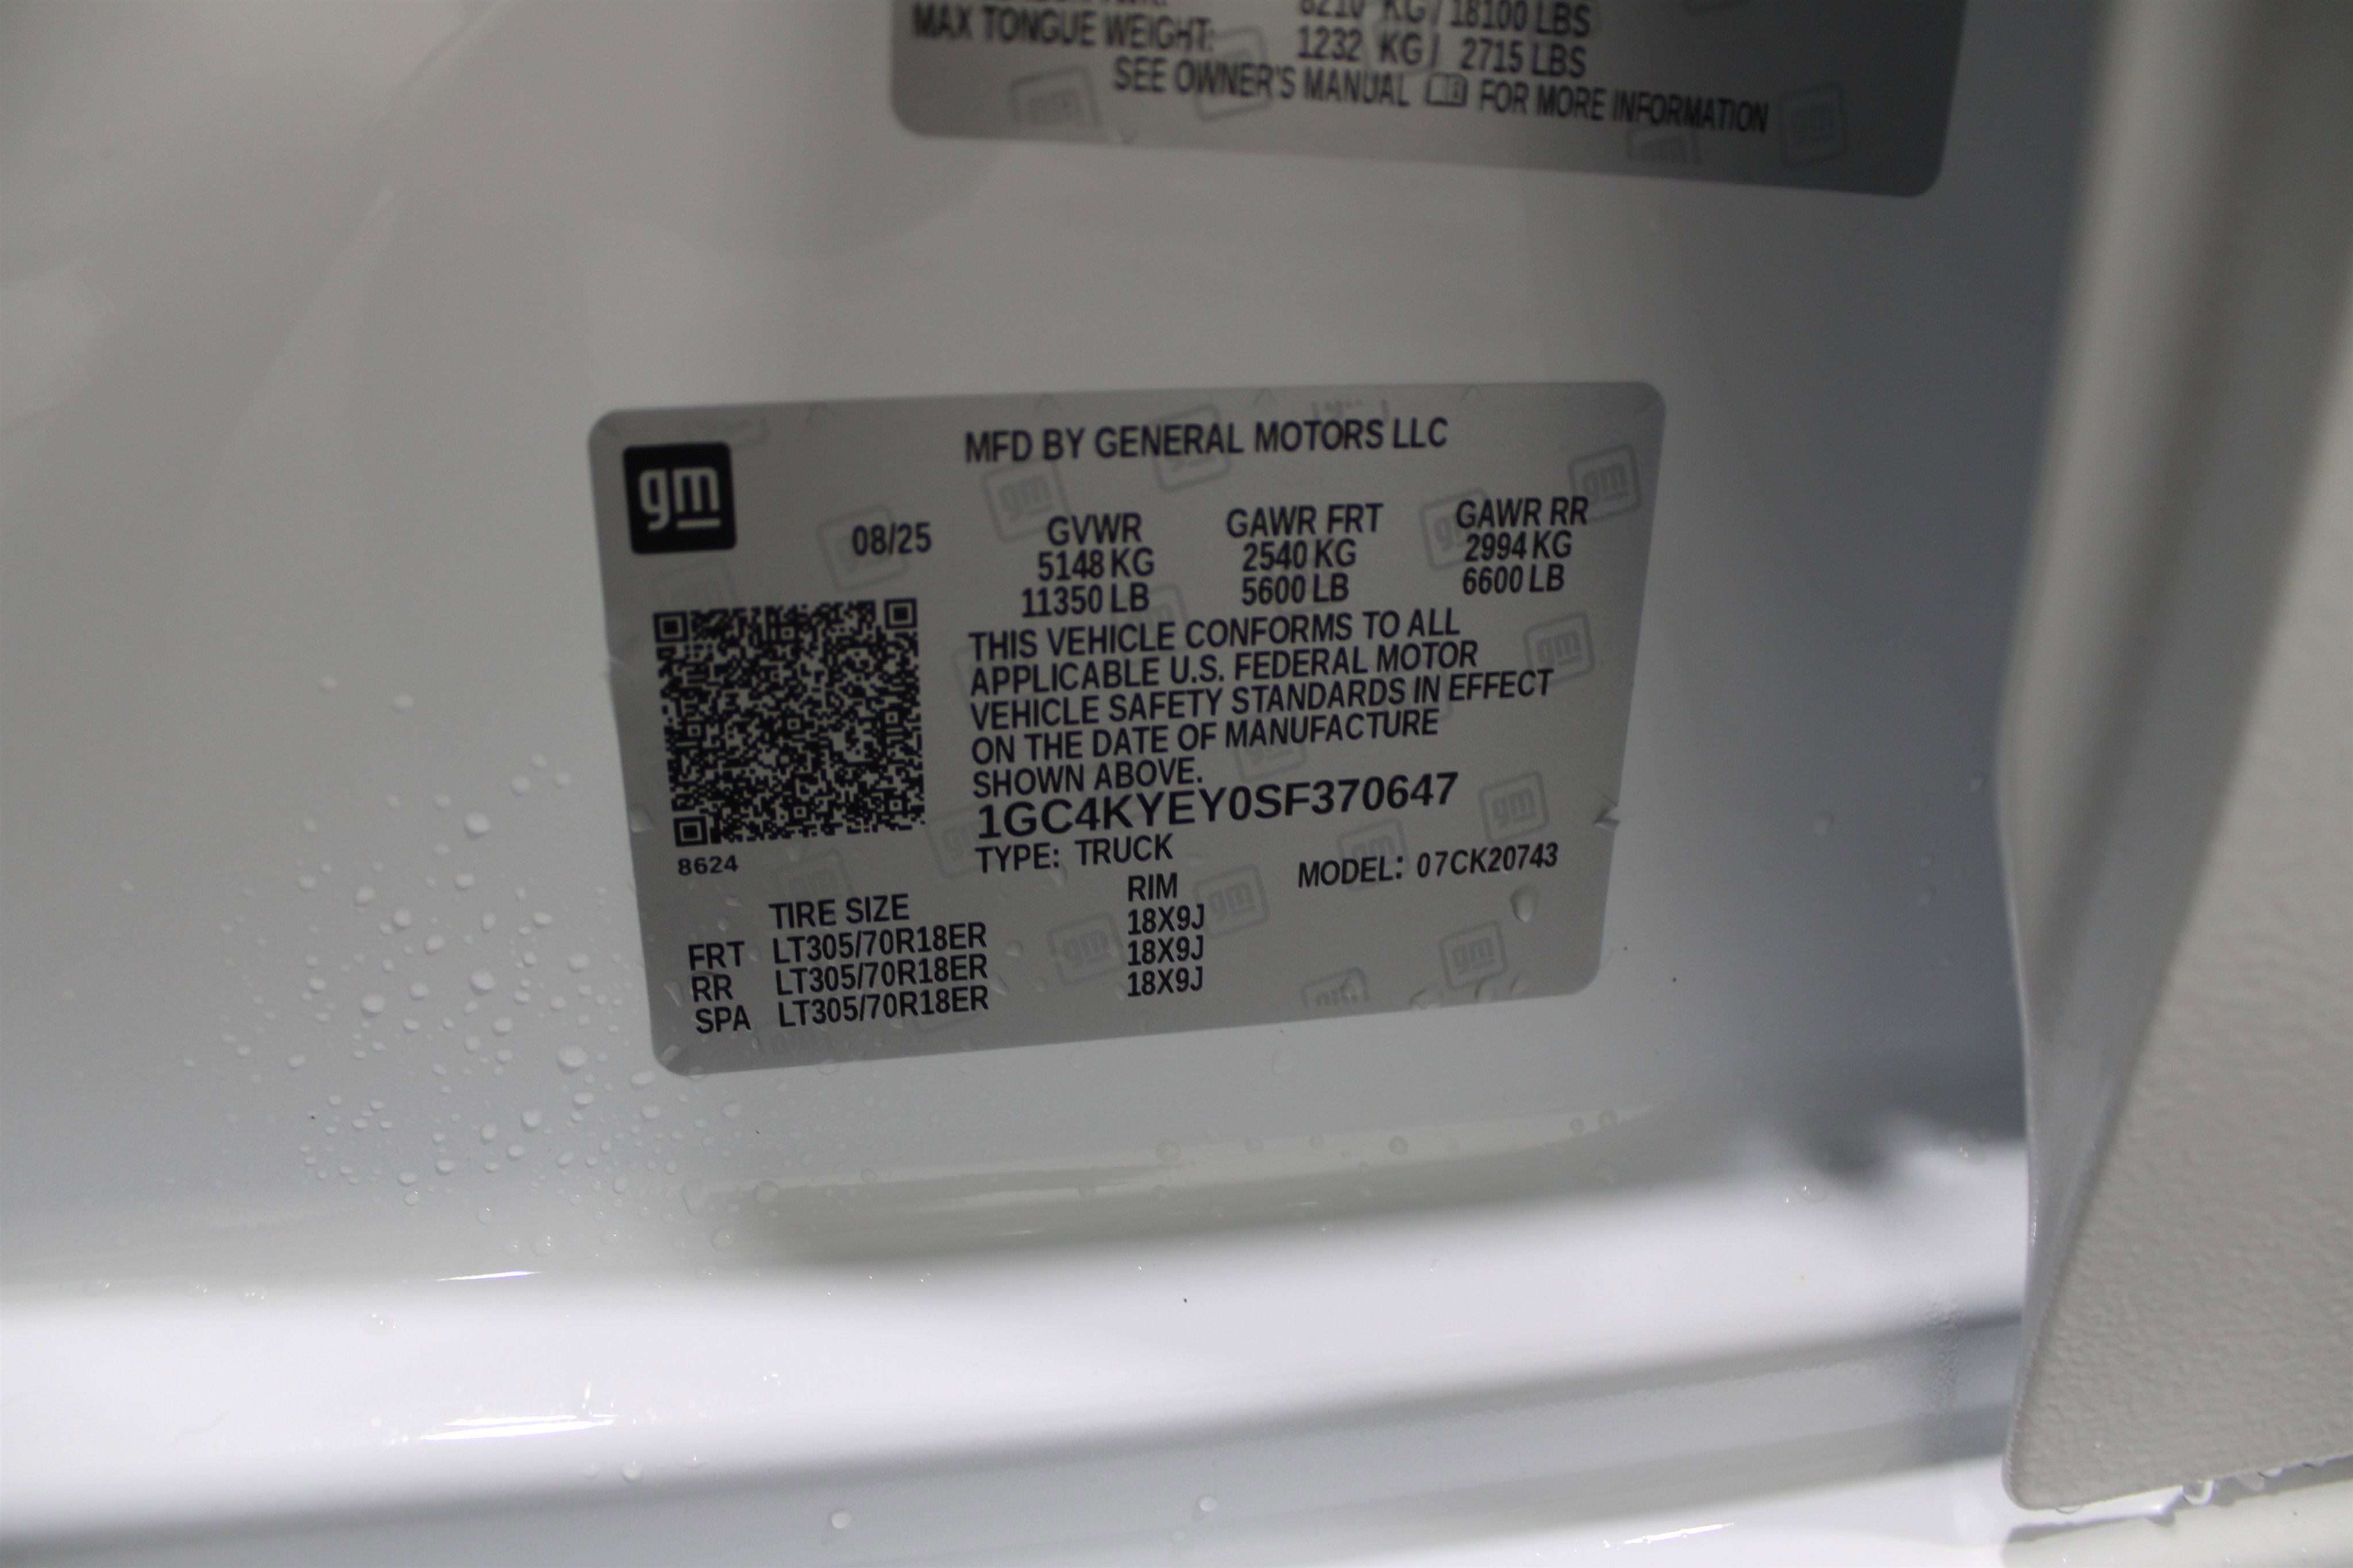 8210 KG / 18100 LBS
MAX TONGUE WEIGHT: 1232 KG / 2715 LBS
SEE OWNER'S MANUAL FOR MORE INFORMATION
gm
MFD BY GENERAL MOTORS LLC
08/25 GVWR GAWR FRT GAWR RR
5148 KG 2540 KG 2994 KG
11350 LB 5600 LB 6600 LB
THIS VEHICLE CONFORMS TO ALL
APPLICABLE U.S. FEDERAL MOTOR
VEHICLE SAFETY STANDARDS IN EFFECT
ON THE DATE OF MANUFACTURE
SHOWN ABOVE.
1GC4KYEY0SF370647
8624
TYPE: TRUCK MODEL: 07CK20743
TIRE SIZE RIM
FRT LT305/70R18ER 18X9J
RR LT305/70R18ER 18X9J
SPA LT305/70R18ER 18X9J